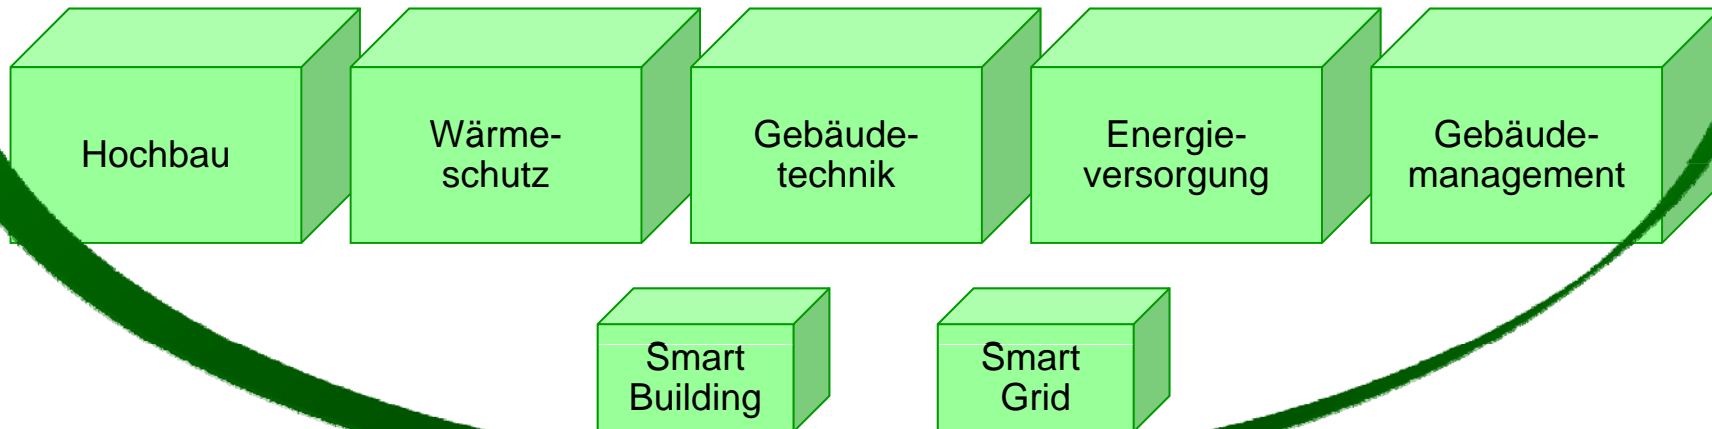 Hochbau
Wärme-
schutz
Gebäude-
technik
Energie-
versorgung
Gebäude-
management
Smart
Building
Smart
Grid